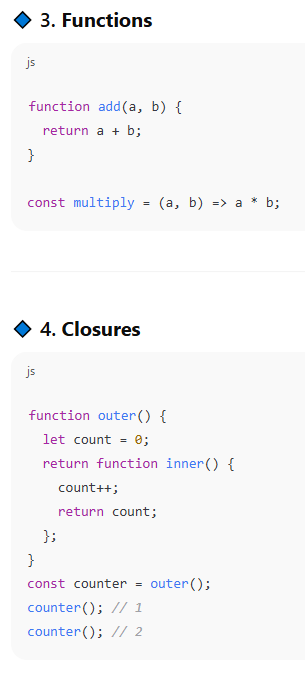 🔷 3. Functions
js
function add(a, b) {
  return a + b;
}
const multiply = (a, b) => a * b;
🔷 4. Closures
js
function outer() {
  let count = 0;
  return function inner() {
    count++;
    return count;
  };
}
const counter = outer();
counter(); // 1
counter(); // 2